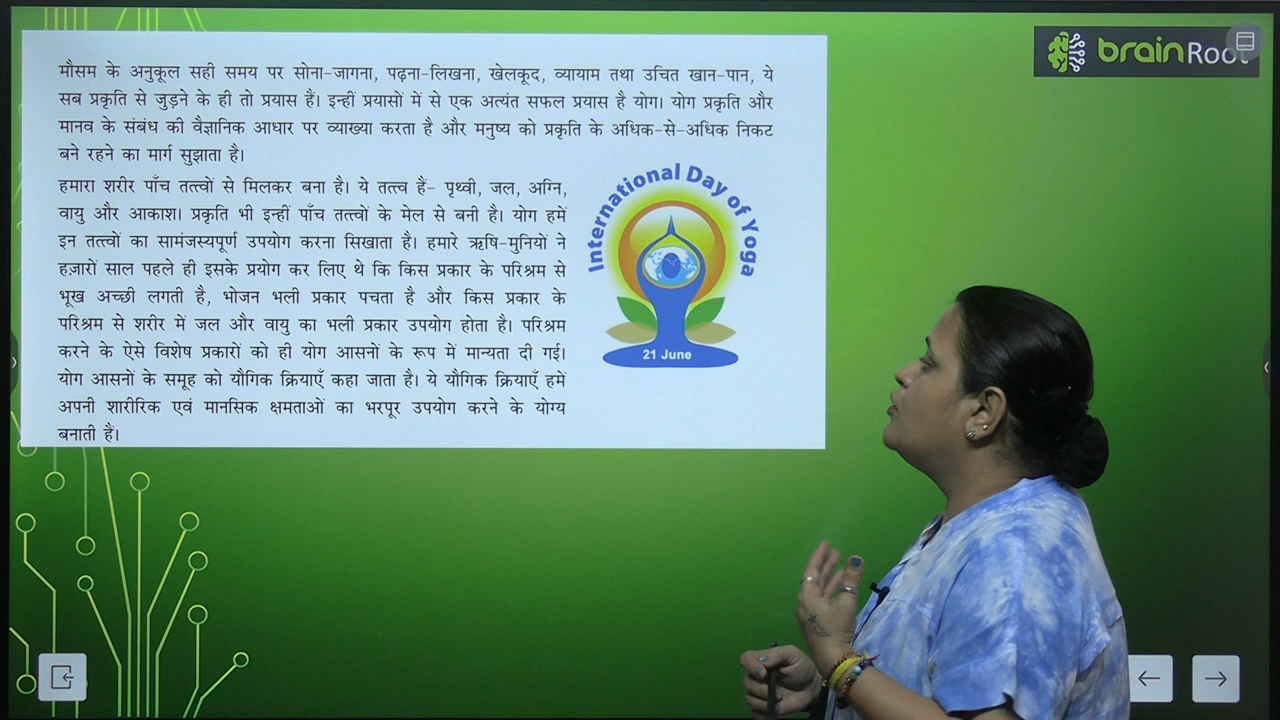 brainRoot
मौसम के अनुकूल सही समय पर सोना-जागना, पढ़ना-लिखना, खेलकूद, व्यायाम तथा उचित खान-पान, ये
सब प्रकृति से जुड़ने के ही तो प्रयास हैं। इन्हीं प्रयासों में से एक अत्यंत सफल प्रयास है योग। योग प्रकृति और
मानव के संबंध की वैज्ञानिक आधार पर व्याख्या करता है और मनुष्य को प्रकृति के अधिक-से-अधिक निकट
बने रहने का मार्ग सुझाता है।
हमारा शरीर पाँच तत्त्वों से मिलकर बना है। ये तत्त्व हैं- पृथ्वी, जल, अग्नि,
वायु और आकाश। प्रकृति भी इन्हीं पाँच तत्त्वों के मेल से बनी है। योग हमें
इन तत्त्वों का सामंजस्यपूर्ण उपयोग करना सिखाता है। हमारे ऋषि-मुनियों ने
हज़ारों साल पहले ही इसके प्रयोग कर लिए थे कि किस प्रकार के परिश्रम से
भूख अच्छी लगती है, भोजन भली प्रकार पचता है और किस प्रकार के
परिश्रम से शरीर में जल और वायु का भली प्रकार उपयोग होता है। परिश्रम
करने के ऐसे विशेष प्रकारों को ही योग आसनों के रूप में मान्यता दी गई।
योग आसनों के समूह को यौगिक क्रियाएँ कहा जाता है। ये यौगिक क्रियाएँ हमें
अपनी शारीरिक एवं मानसिक क्षमताओं का भरपूर उपयोग करने के योग्य
बनाती हैं।
International Day of Yoga
21 June